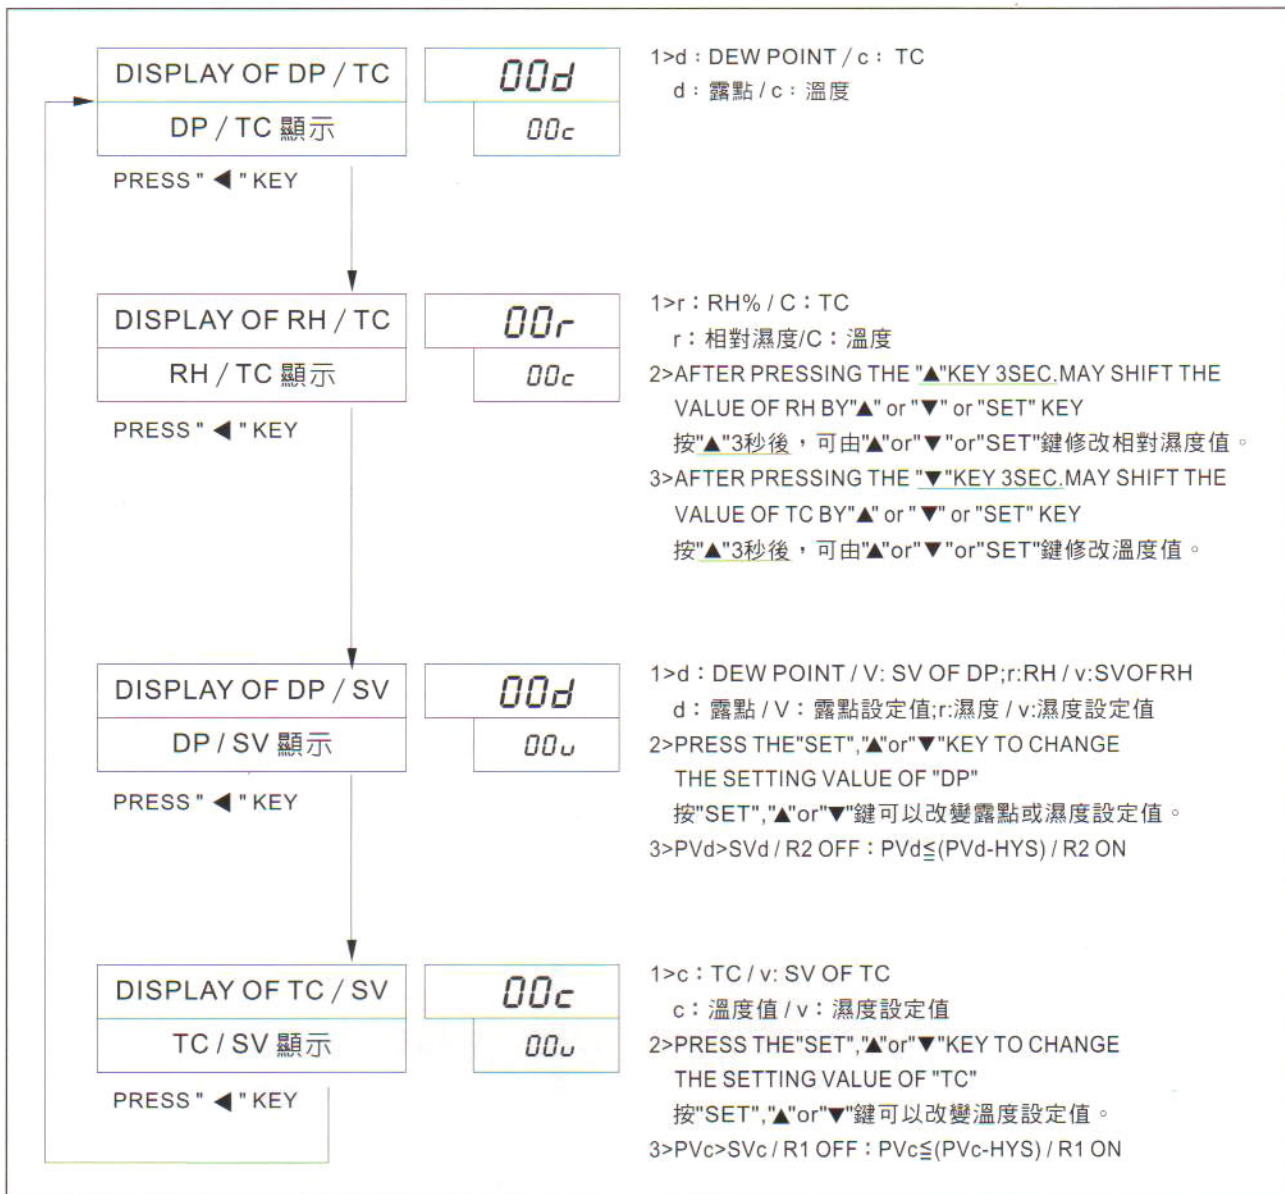 DISPLAY OF DP / TC
DP / TC 顯示
00d
00c
1>d：DEW POINT / c： TC
d：露點 / c：溫度
PRESS " ◀ " KEY
DISPLAY OF RH / TC
RH / TC 顯示
00r
00c
1>r：RH% / C：TC
r：相對濕度/C：溫度
2>AFTER PRESSING THE "▲"KEY 3SEC.MAY SHIFT THE
VALUE OF RH BY"▲" or "▼" or "SET" KEY
按"▲"3秒後，可由"▲"or"▼"or"SET"鍵修改相對濕度值。
3>AFTER PRESSING THE "▼"KEY 3SEC.MAY SHIFT THE
VALUE OF TC BY"▲" or "▼" or "SET" KEY
按"▲"3秒後，可由"▲"or"▼"or"SET"鍵修改溫度值。
PRESS " ◀ " KEY
DISPLAY OF DP / SV
DP / SV 顯示
00d
00u
1>d：DEW POINT / V: SV OF DP;r:RH / v:SVOFRH
d：露點 / V：露點設定值;r:濕度 / v:濕度設定值
2>PRESS THE"SET","▲"or"▼"KEY TO CHANGE
THE SETTING VALUE OF "DP"
按"SET","▲"or"▼"鍵可以改變露點或濕度設定值。
3>PVd>SVd / R2 OFF：PVd≦(PVd-HYS) / R2 ON
PRESS " ◀ " KEY
DISPLAY OF TC / SV
TC / SV 顯示
00c
00u
1>c：TC / v: SV OF TC
c：溫度值 / v：濕度設定值
2>PRESS THE"SET","▲"or"▼"KEY TO CHANGE
THE SETTING VALUE OF "TC"
按"SET","▲"or"▼"鍵可以改變溫度設定值。
3>PVc>SVc / R1 OFF：PVc≦(PVc-HYS) / R1 ON
PRESS " ◀ " KEY